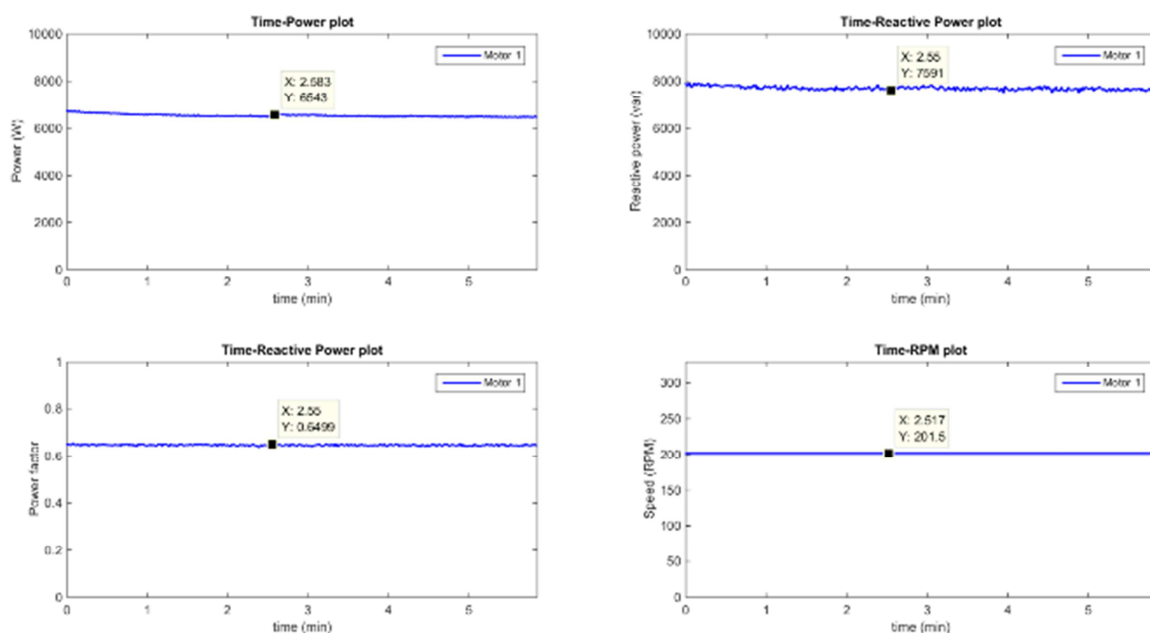 Time-Power plot
Motor 1
X: 2.583
Y: 6543
Power (W)
10000
8000
6000
4000
2000
0
0 1 2 3 4 5
time (min)
Time-Reactive Power plot
Motor 1
X: 2.55
Y: 7591
Reactive power (var)
10000
8000
6000
4000
2000
0
0 1 2 3 4 5
time (min)
Time-Reactive Power plot
Motor 1
X: 2.55
Y: 0.6499
Power factor
1
0.8
0.6
0.4
0.2
0
0 1 2 3 4 5
time (min)
Time-RPM plot
Motor 1
X: 2.517
Y: 201.5
Speed (RPM)
300
250
200
150
100
50
0
0 1 2 3 4 5
time (min)